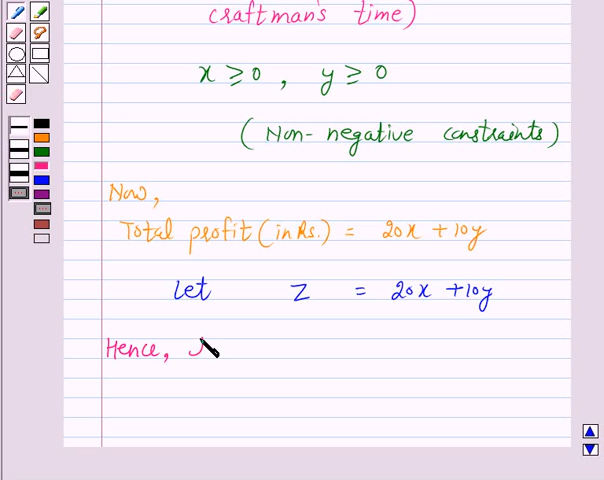 craftman's time)
x ≥ 0 , y ≥ 0
(Non-negative constraints)
Now,
Total profit (in Rs.) = 20x + 10y
Let Z = 20x + 10y
Hence,